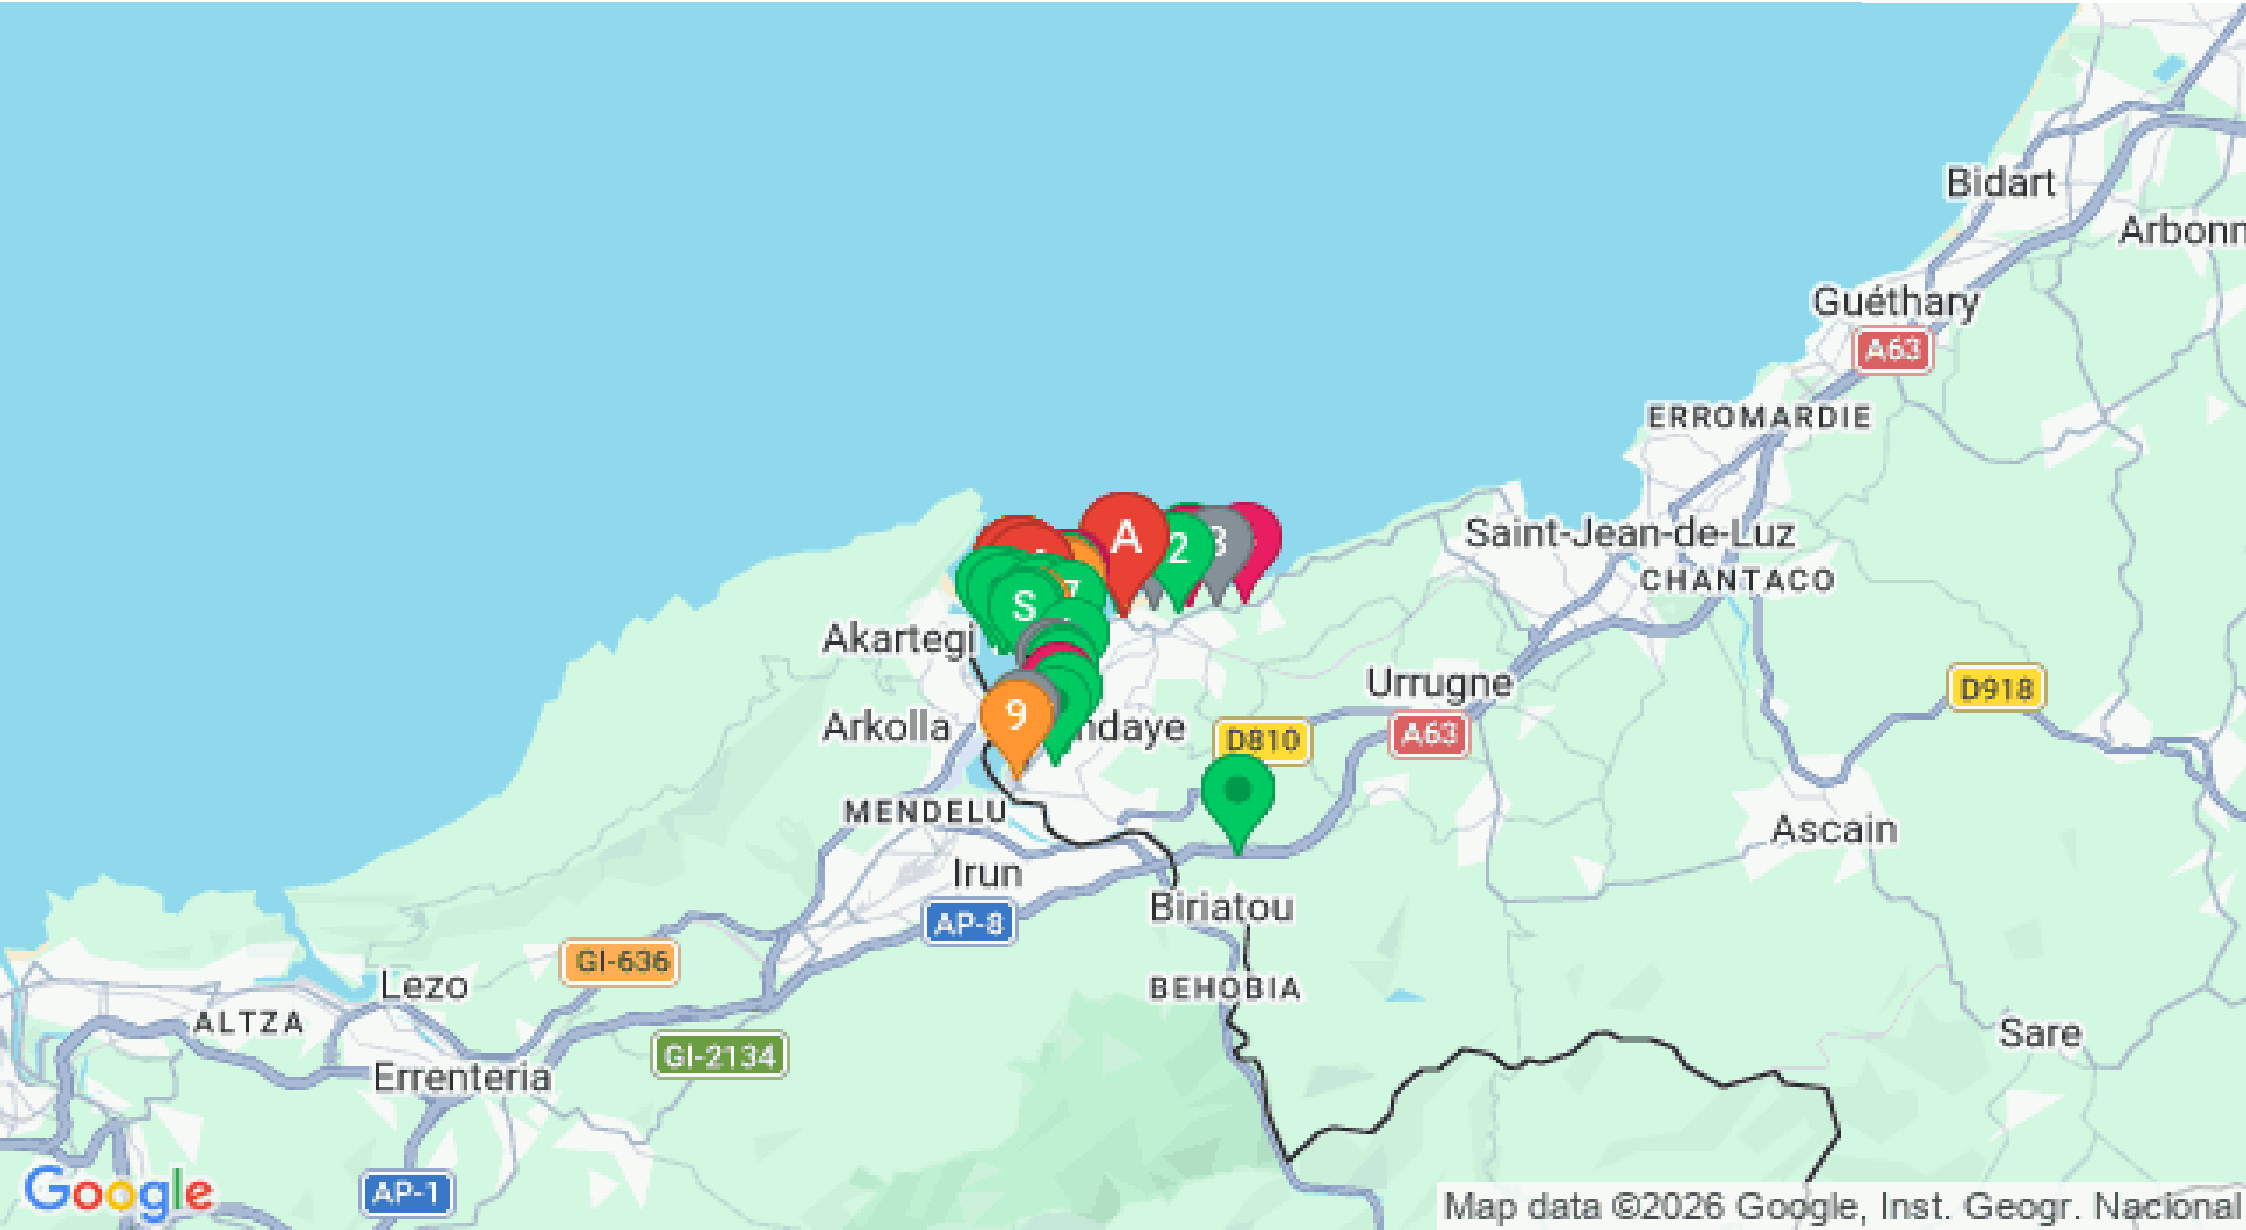 Bidart
Arbonn
Guéthary
A63
ERROMARDIE
A
2
3
Saint-Jean-de-Luz
CHANTACO
7
S
Akartegi
Urrugne
D918
9
Arkolla
ndaye
D810
A63
MENDELU
Ascain
Irun
Biriatou
AP-8
GI-636
Lezo
BEHOBIA
ALTZA
Sare
GI-2134
Errenteria
AP-1
Google
Map data ©2026 Google, Inst. Geogr. Nacional